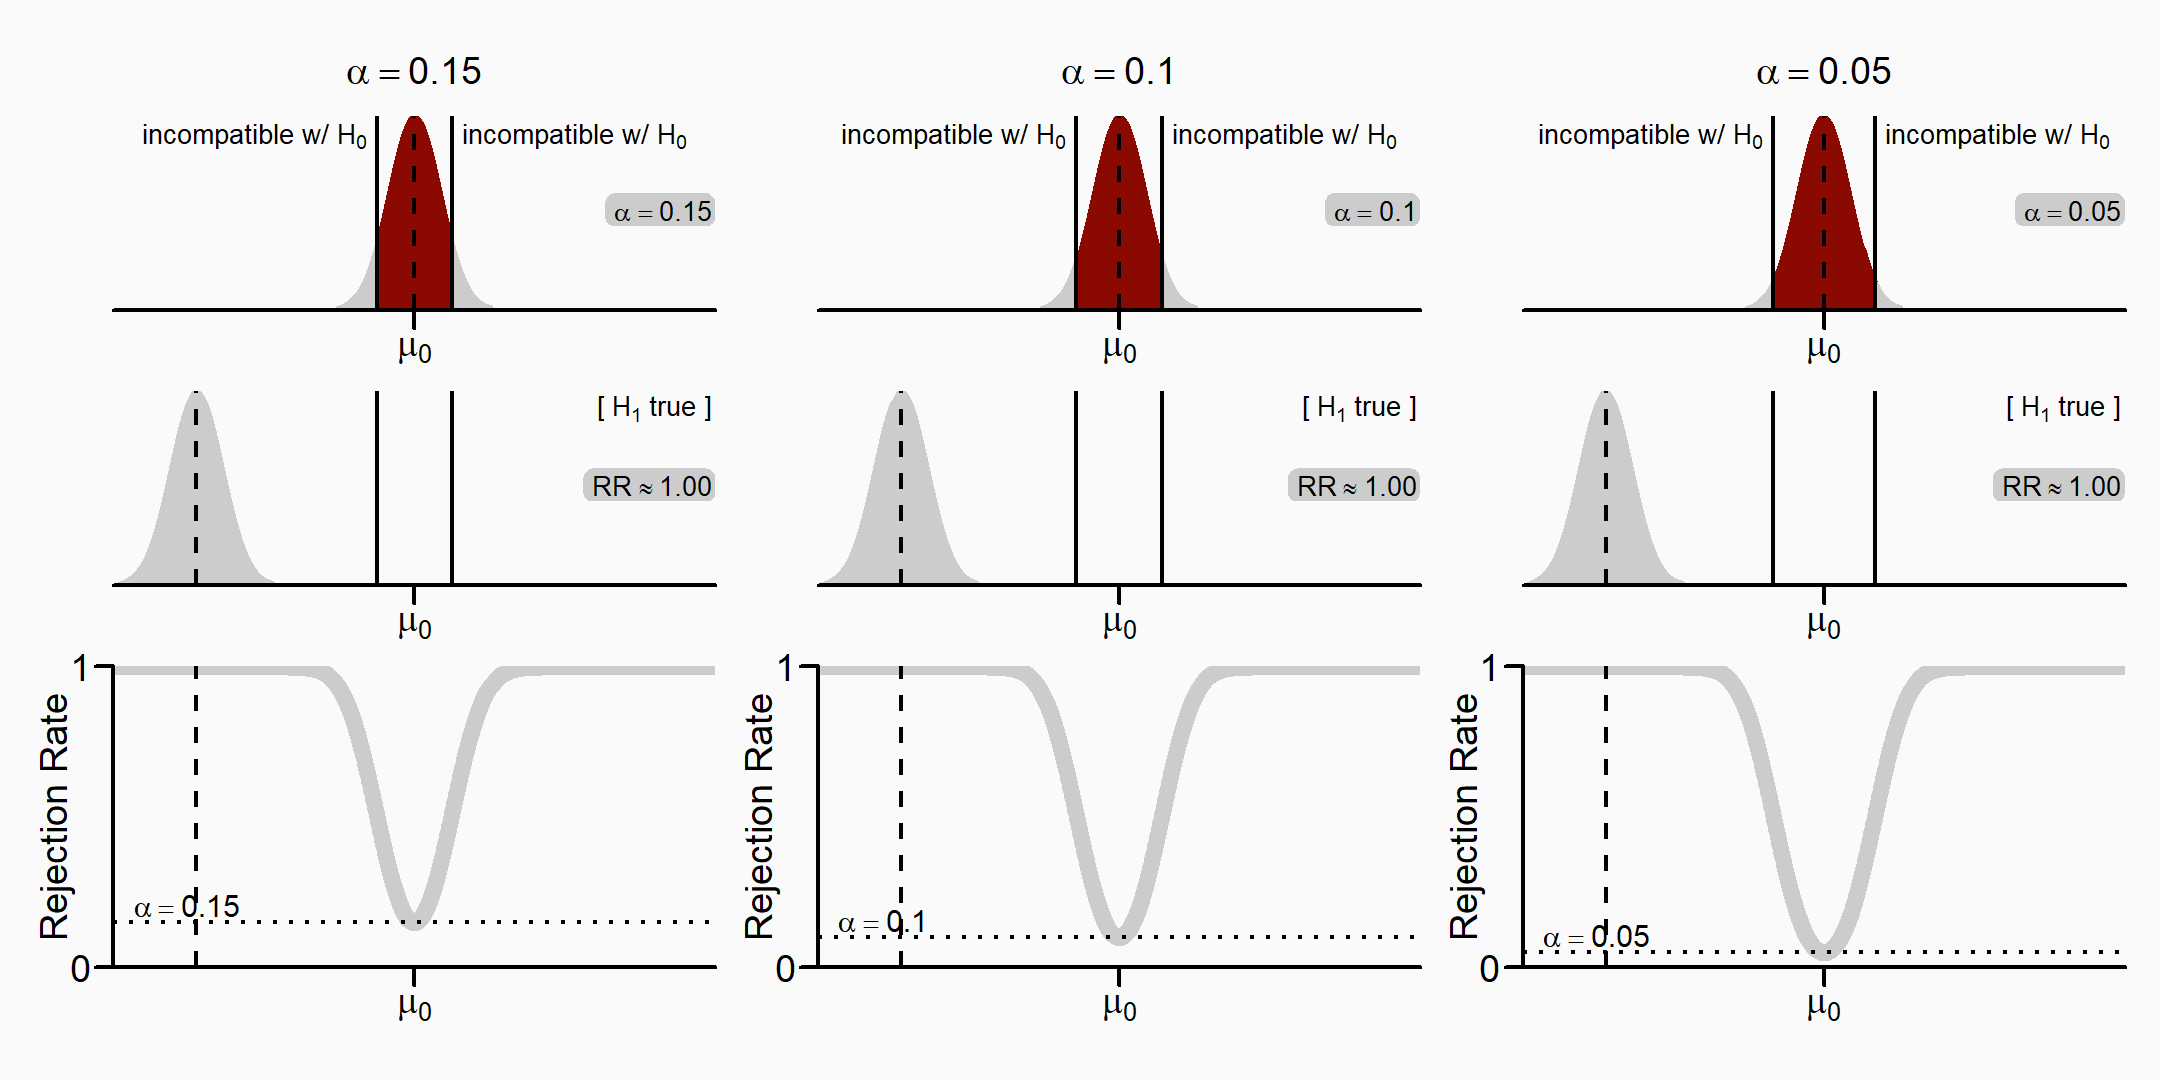 α = 0.15
incompatible w/ H₀
incompatible w/ H₀
α = 0.15
μ₀
[ H₁ true ]
RR ≈ 1.00
μ₀
Rejection Rate
1
0
α = 0.15
μ₀
α = 0.1
incompatible w/ H₀
incompatible w/ H₀
α = 0.1
μ₀
[ H₁ true ]
RR ≈ 1.00
μ₀
Rejection Rate
1
0
α = 0.1
μ₀
α = 0.05
incompatible w/ H₀
incompatible w/ H₀
α = 0.05
μ₀
[ H₁ true ]
RR ≈ 1.00
μ₀
Rejection Rate
1
0
α = 0.05
μ₀